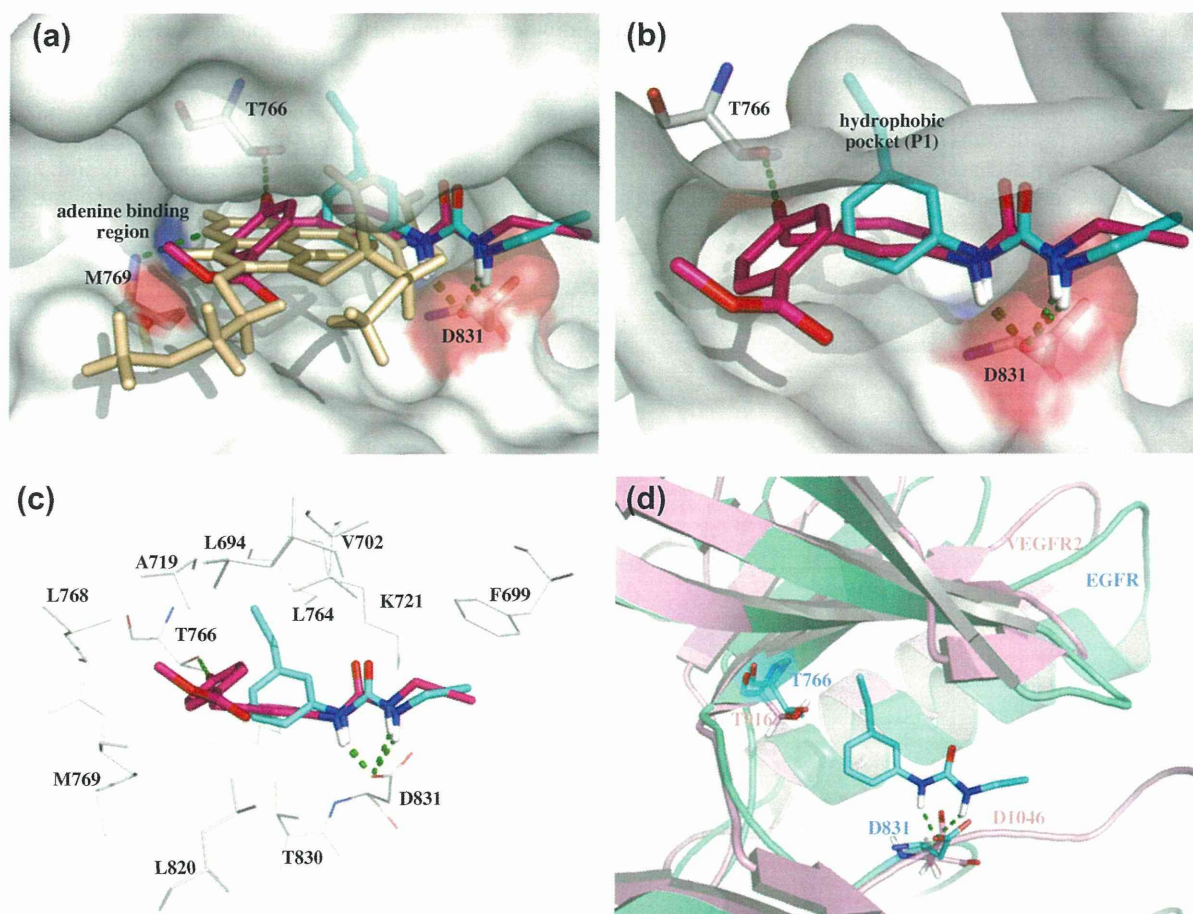 (a)
T766
adenine binding
region
M769
D831
(b)
T766
hydrophobic
pocket (P1)
D831
(c)
V702
L694
A719
L768
F699
K721
L764
T766
M769
D831
T830
L820
(d)
VEGFR2
EGFR
T766
D831
D1046